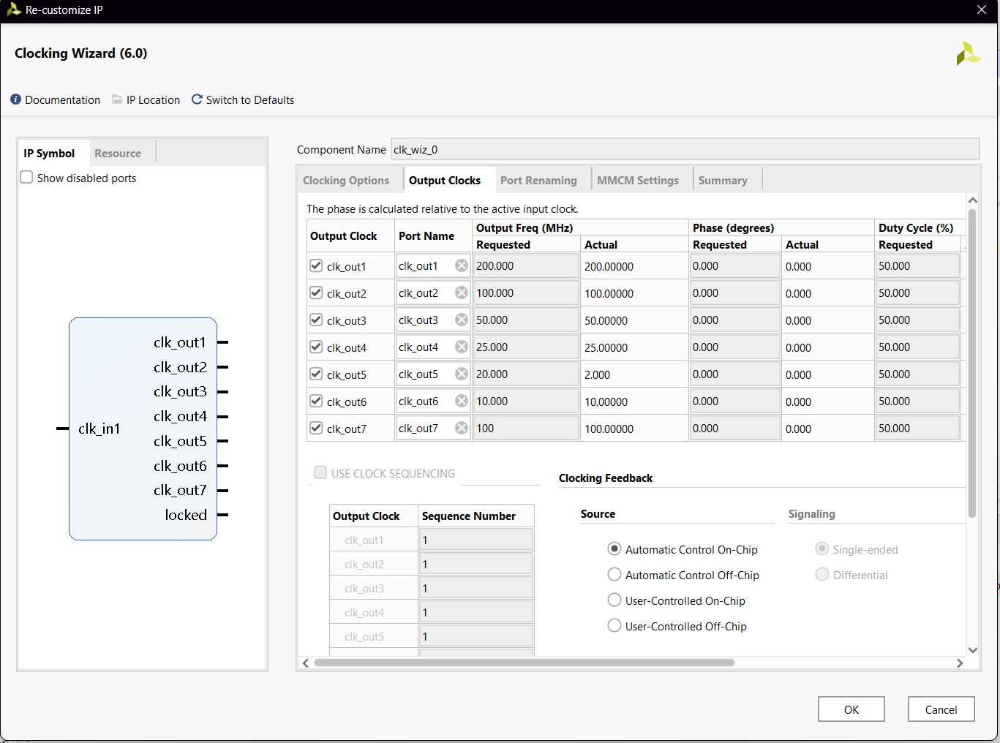 Re-customize IP
Clocking Wizard (6.0)
Documentation IP Location Switch to Defaults
IP Symbol Resource
Show disabled ports
clk_in1
clk_out1
clk_out2
clk_out3
clk_out4
clk_out5
clk_out6
clk_out7
locked
Component Name clk_wiz_0
Clocking Options Output Clocks Port Renaming MMCM Settings Summary
The phase is calculated relative to the active input clock.
Output Clock Port Name Output Freq (MHz) Phase (degrees) Duty Cycle (%)
Requested Actual Requested Actual Requested
clk_out1 clk_out1 200.000 200.00000 0.000 0.000 50.000
clk_out2 clk_out2 100.000 100.00000 0.000 0.000 50.000
clk_out3 clk_out3 50.000 50.00000 0.000 0.000 50.000
clk_out4 clk_out4 25.000 25.00000 0.000 0.000 50.000
clk_out5 clk_out5 20.000 2.000 0.000 0.000 50.000
clk_out6 clk_out6 10.000 10.00000 0.000 0.000 50.000
clk_out7 clk_out7 100 100.00000 0.000 0.000 50.000
USE CLOCK SEQUENCING
Output Clock Sequence Number
clk_out1 1
clk_out2 1
clk_out3 1
clk_out4 1
clk_out5 1
Clocking Feedback
Source
Automatic Control On-Chip
Automatic Control Off-Chip
User-Controlled On-Chip
User-Controlled Off-Chip
Signaling
Single-ended
Differential
OK Cancel